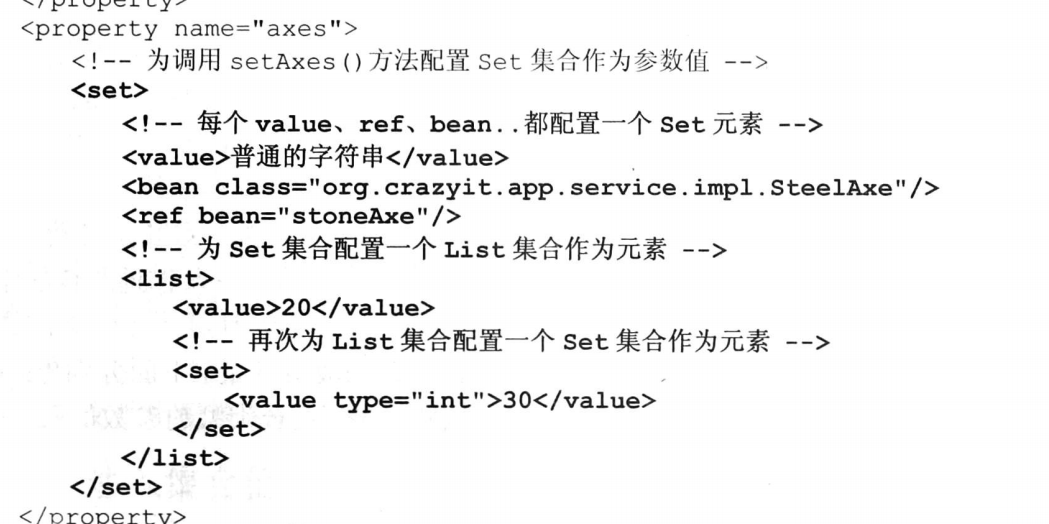 </property>
<property name="axes">
<!-- 为调用 setAxes()方法配置 Set 集合作为参数值 -->
<set>
<!-- 每个 value、ref、bean..都配置一个 Set 元素 -->
<value>普通的字符串</value>
<bean class="org.crazyit.app.service.impl.SteelAxe"/>
<ref bean="stoneAxe"/>
<!-- 为 Set 集合配置一个 List 集合作为元素 -->
<list>
<value>20</value>
<!-- 再次为 List 集合配置一个 Set 集合作为元素 -->
<set>
<value type="int">30</value>
</set>
</list>
</set>
</property>